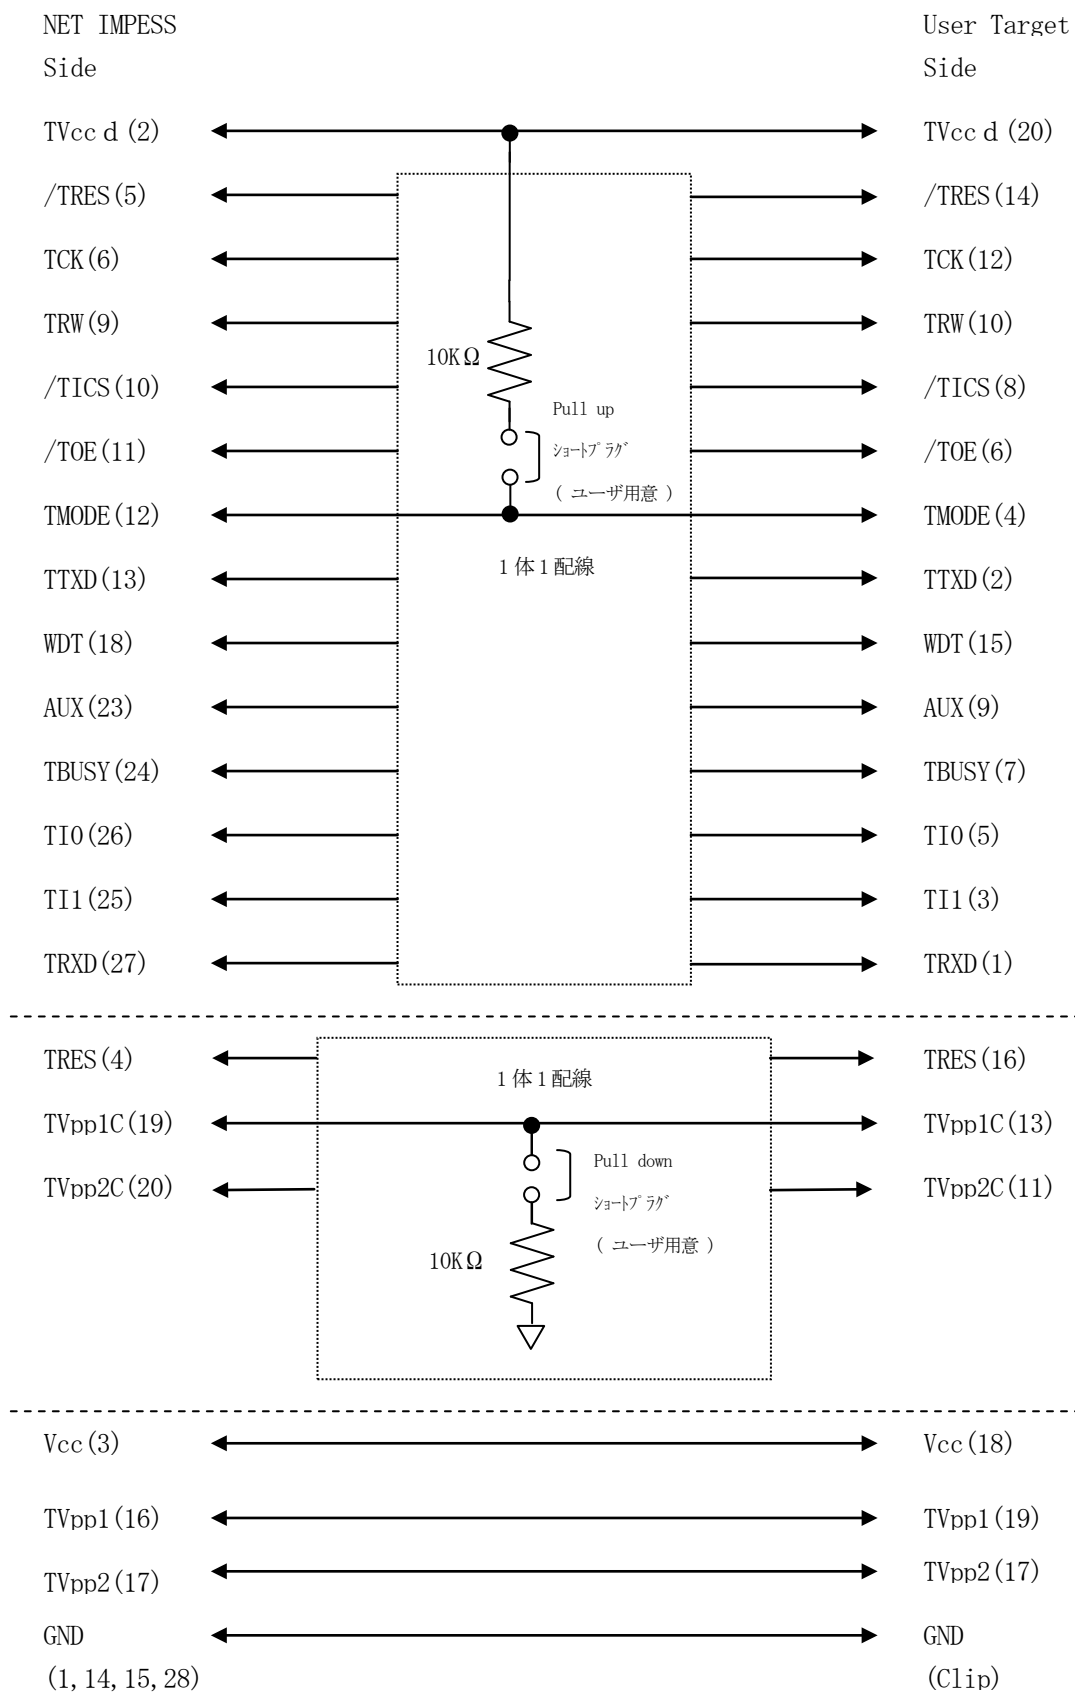 NET IMPESS User Target
Side Side
TVccｄ(2) TVccｄ(20)
/TRES(5) /TRES(14)
TCK(6) TCK(12)
TRW(9) TRW(10)
10KΩ
/TICS(10) /TICS(8)
Pull up
/TOE(11) ｼｮｰﾄﾌﾟﾗｸﾞ /TOE(6)
( ユーザ用意 )
TMODE(12) TMODE(4)
1体1配線
TTXD(13) TTXD(2)
WDT(18) WDT(15)
AUX(23) AUX(9)
TBUSY(24) TBUSY(7)
TI0(26) TI0(5)
TI1(25) TI1(3)
TRXD(27) TRXD(1)
TRES(4) TRES(16)
1体1配線
TVpp1C(19) TVpp1C(13)
Pull down
TVpp2C(20) TVpp2C(11)
ｼｮｰﾄﾌﾟﾗｸﾞ
( ユーザ用意 )
10KΩ
Vcc(3) Vcc(18)
TVpp1(16) TVpp1(19)
TVpp2(17) TVpp2(17)
GND GND
(1,14,15,28) (Clip)